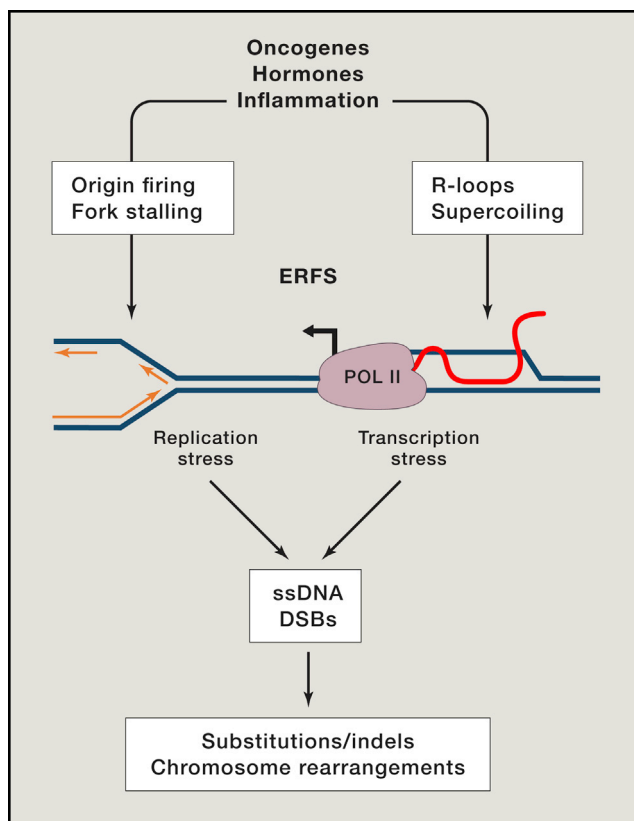 Oncogenes
Hormones
Inflammation
Origin firing
Fork stalling
R-loops
Supercoiling
ERFS
POL II
Replication
stress
Transcription
stress
ssDNA
DSBs
Substitutions/indels
Chromosome rearrangements